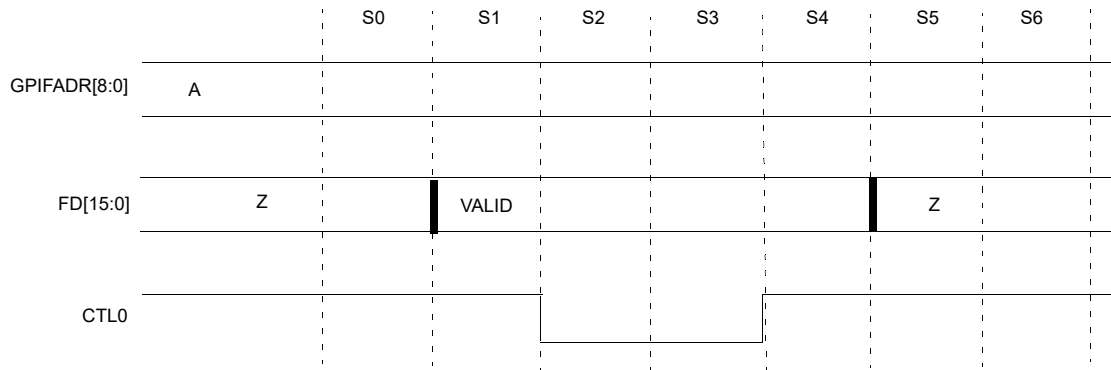 S0 S1 S2 S3 S4 S5 S6
GPIFADR[8:0] A
FD[15:0] Z VALID Z
CTL0